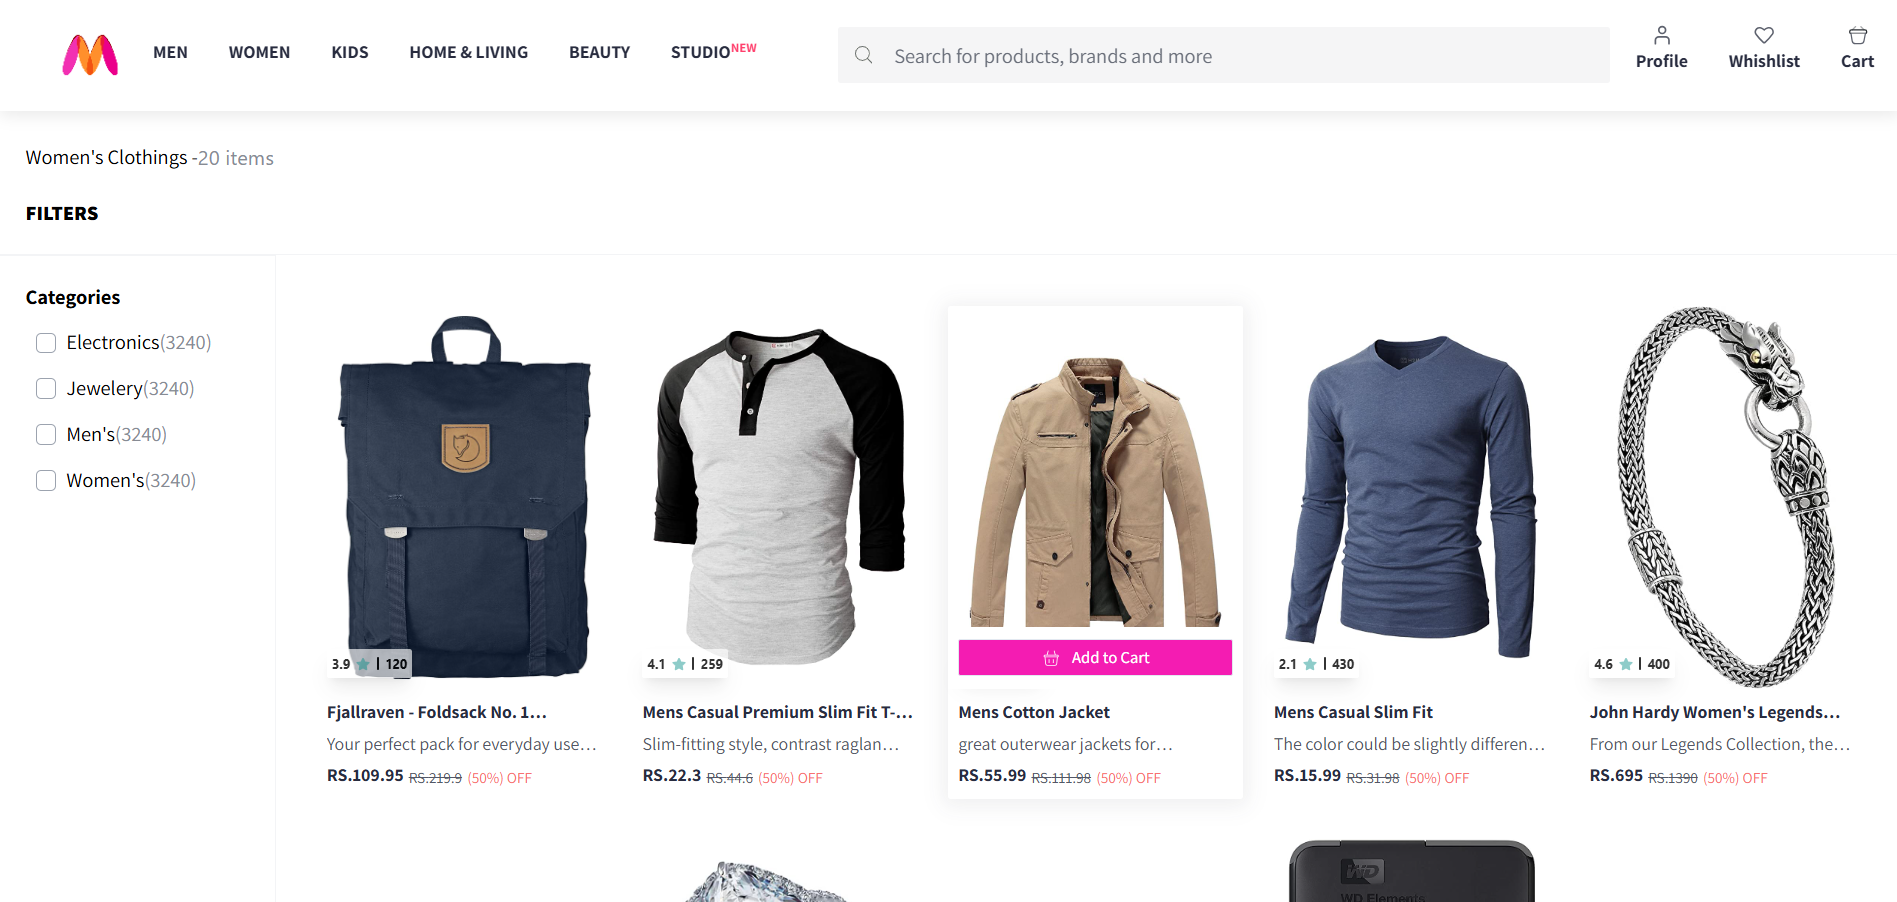 MEN WOMEN KIDS HOME & LIVING BEAUTY STUDIO NEW
Search for products, brands and more
Profile Whishlist Cart
Women's Clothings -20 items
FILTERS
Categories
Electronics(3240)
Jewelery(3240)
Men's(3240)
Women's(3240)
3.9 | 120
Fjallraven - Foldsack No. 1...
Your perfect pack for everyday use...
RS.109.95 RS.219.9 (50%) OFF
4.1 | 259
Mens Casual Premium Slim Fit T-...
Slim-fitting style, contrast raglan...
RS.22.3 RS.44.6 (50%) OFF
Add to Cart
Mens Cotton Jacket
great outerwear jackets for...
RS.55.99 RS.111.98 (50%) OFF
2.1 | 430
Mens Casual Slim Fit
The color could be slightly differen...
RS.15.99 RS.31.98 (50%) OFF
4.6 | 400
John Hardy Women's Legends...
From our Legends Collection, the...
RS.695 RS.1390 (50%) OFF
WD
WD Elements